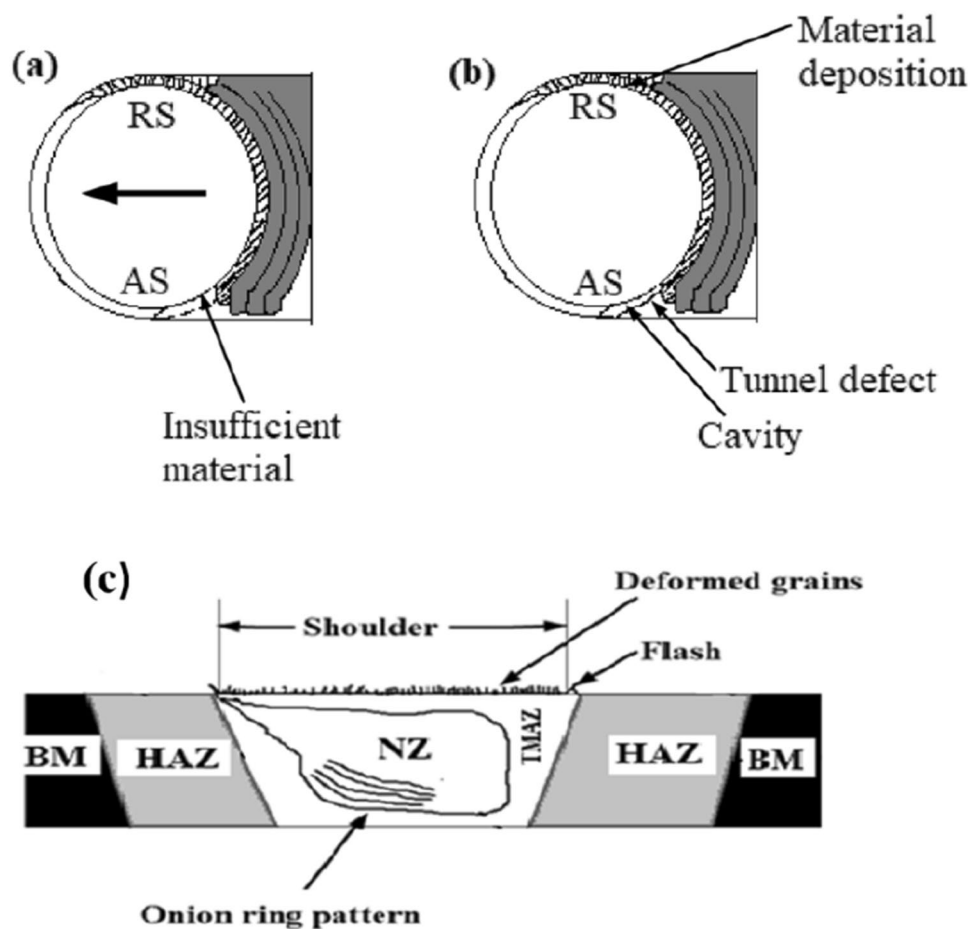 (a)
RS
AS
Insufficient
material
(b)
Material
deposition
RS
AS
Tunnel defect
Cavity
(c)
Deformed grains
Shoulder
Flash
BM
HAZ
NZ
TMAZ
HAZ
BM
Onion ring pattern